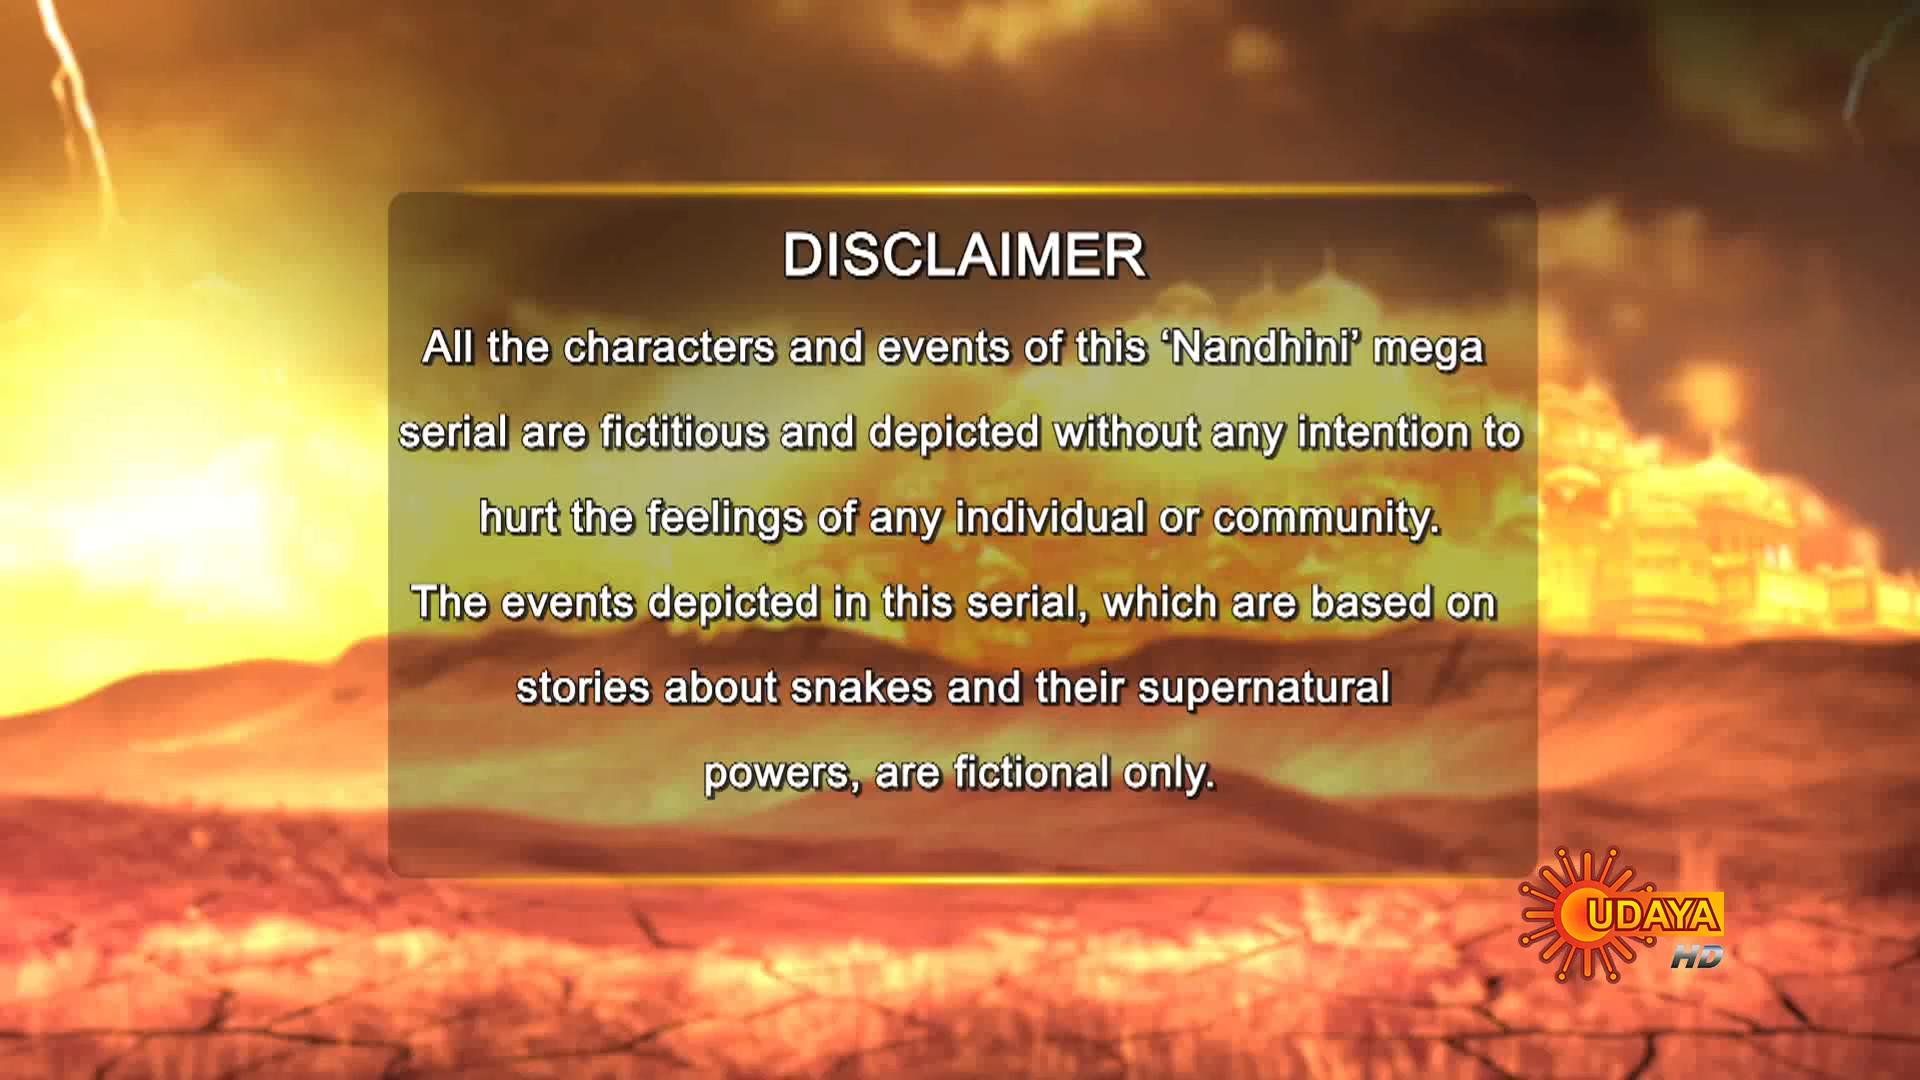 DISCLAIMER
All the characters and events of this ‘Nandhini’ mega
serial are fictitious and depicted without any intention to
hurt the feelings of any individual or community.
The events depicted in this serial, which are based on
stories about snakes and their supernatural
powers, are fictional only.
UDAYA
HD